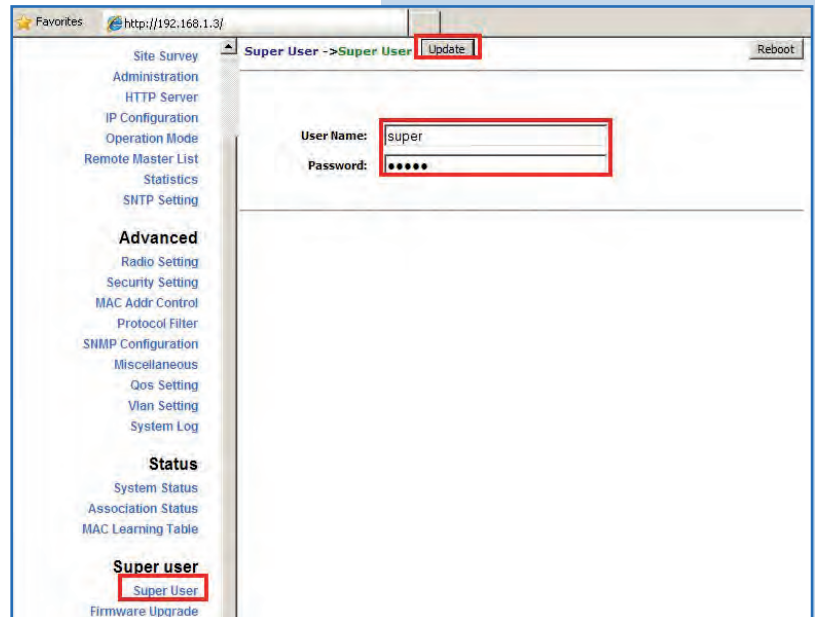 Favorites http://192.168.1.3/
Super User ->Super User Update Reboot
Site Survey
Administration
HTTP Server
IP Configuration
Operation Mode
Remote Master List
Statistics
SNTP Setting
Advanced
Radio Setting
Security Setting
MAC Addr Control
Protocol Filter
SNMP Configuration
Miscellaneous
Qos Setting
Vlan Setting
System Log
Status
System Status
Association Status
MAC Learning Table
Super user
Super User
Firmware Upgrade
User Name: super
Password: •••••